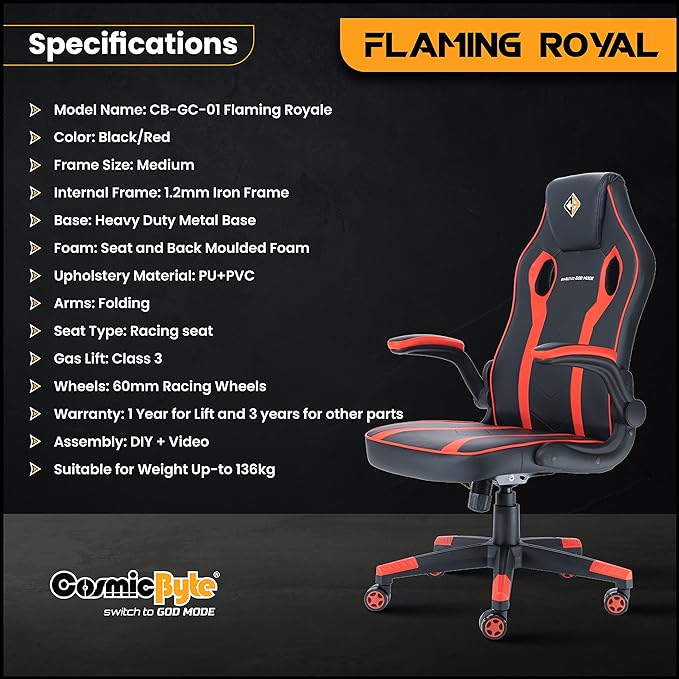 Specifications
FLAMING ROYAL
Model Name: CB-GC-01 Flaming Royale
Color: Black/Red
Frame Size: Medium
Internal Frame: 1.2mm Iron Frame
Base: Heavy Duty Metal Base
Foam: Seat and Back Moulded Foam
Upholstery Material: PU+PVC
Arms: Folding
Seat Type: Racing seat
Gas Lift: Class 3
Wheels: 60mm Racing Wheels
Warranty: 1 Year for Lift and 3 years for other parts
Assembly: DIY + Video
Suitable for Weight Up-to 136kg
switch to GOD MODE
CosmicByte®
switch to GOD MODE